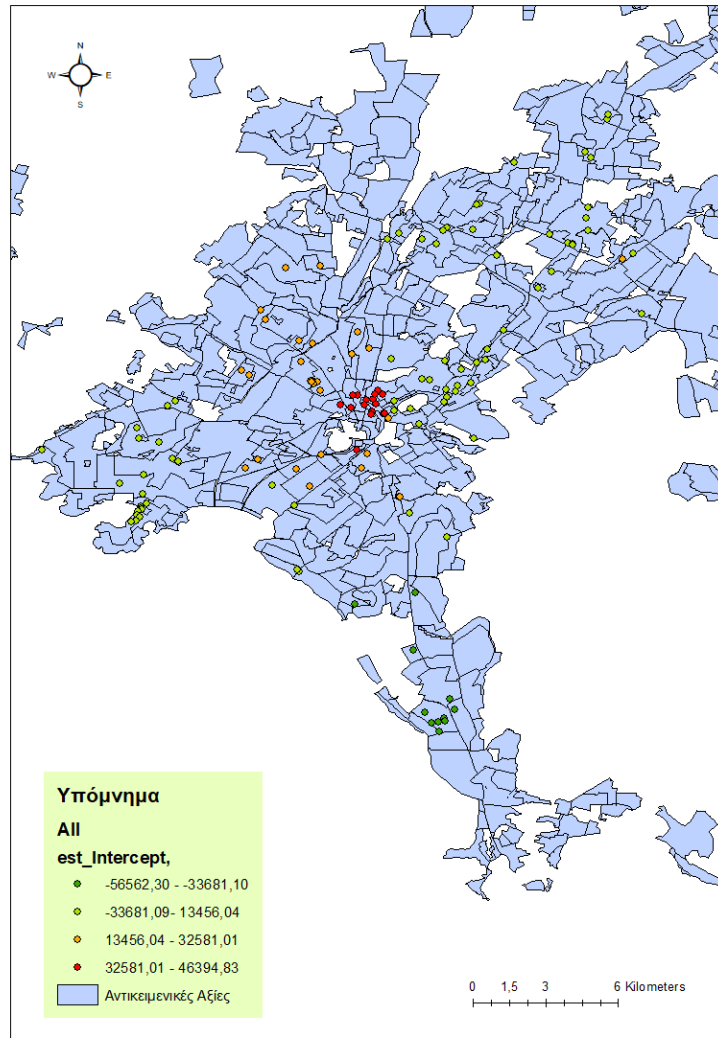 N
W E
S
Υπόμνημα
All
est_Intercept,
-56562,30 - -33681,10
-33681,09- 13456,04
13456,04 - 32581,01
32581,01 - 46394,83
Αντικειμενικές Αξίες
0 1,5 3 6 Kilometers